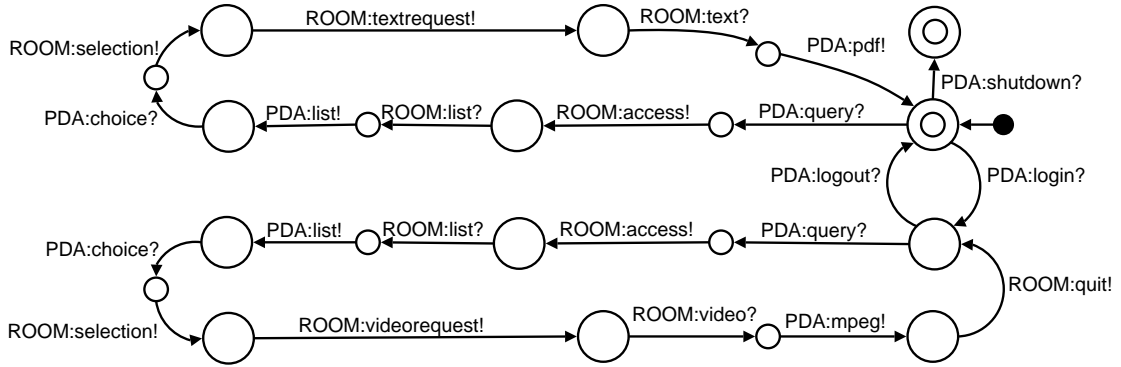 ROOM:textrequest!
ROOM:text?
ROOM:selection!
PDA:pdf!
PDA:shutdown?
PDA:choice?
PDA:list!
ROOM:list?
ROOM:access!
PDA:query?
PDA:logout?
PDA:login?
PDA:choice?
PDA:list!
ROOM:list?
ROOM:access!
PDA:query?
ROOM:quit!
ROOM:selection!
ROOM:videorequest!
ROOM:video?
PDA:mpeg!